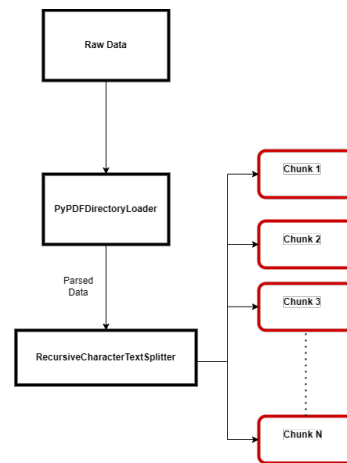 Raw Data
PyPDFDirectoryLoader
Parsed
Data
RecursiveCharacterTextSplitter
Chunk 1
Chunk 2
Chunk 3
Chunk N